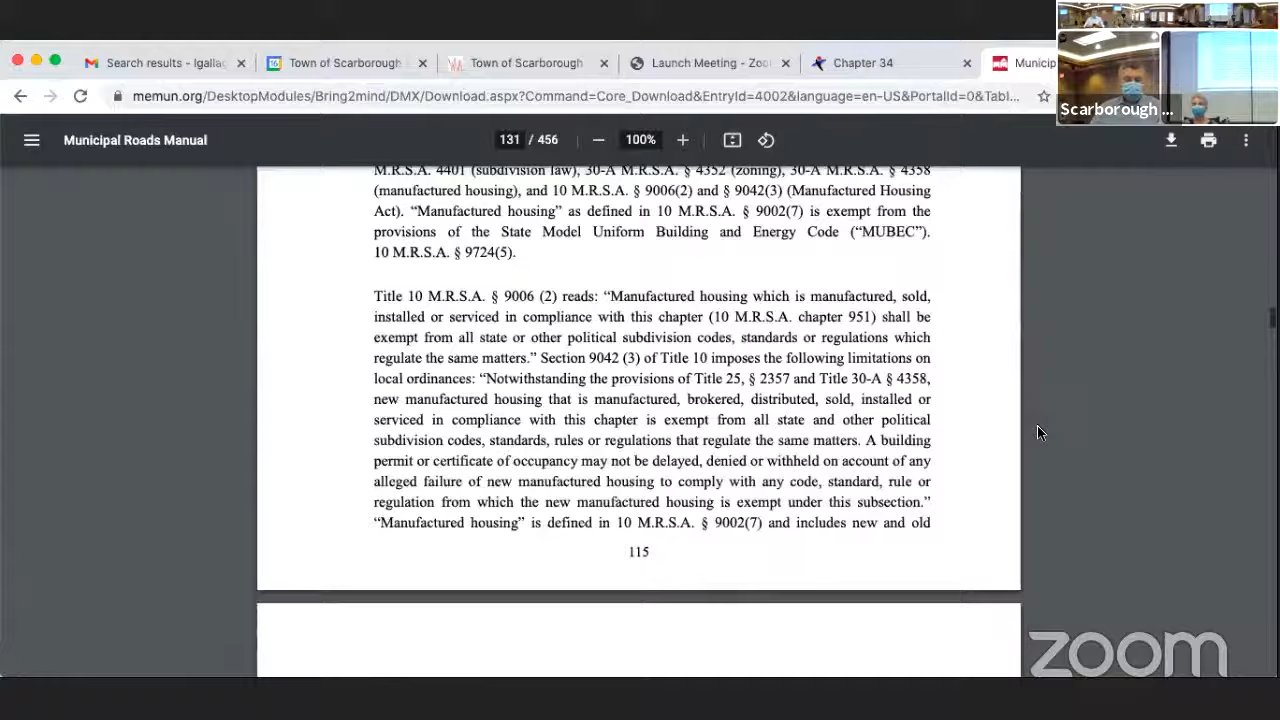 Search results - lgallag
Town of Scarborough
Town of Scarborough
Launch Meeting - Zoo
Chapter 34
Municip
memun.org/DesktopModules/Bring2mind/DMX/Download.aspx?Command=Core_Download&EntryId=4002&language=en-US&PortalId=0&Tabl...
Scarborough ...
Municipal Roads Manual
131 / 456
100%
M.R.S.A. 4401 (subdivision law), 30-A M.R.S.A. § 4352 (zoning), 30-A M.R.S.A. § 4358
(manufactured housing), and 10 M.R.S.A. § 9006(2) and § 9042(3) (Manufactured Housing
Act). “Manufactured housing” as defined in 10 M.R.S.A. § 9002(7) is exempt from the
provisions of the State Model Uniform Building and Energy Code (“MUBEC”).
10 M.R.S.A. § 9724(5).
Title 10 M.R.S.A. § 9006 (2) reads: “Manufactured housing which is manufactured, sold,
installed or serviced in compliance with this chapter (10 M.R.S.A. chapter 951) shall be
exempt from all state or other political subdivision codes, standards or regulations which
regulate the same matters.” Section 9042 (3) of Title 10 imposes the following limitations on
local ordinances: “Notwithstanding the provisions of Title 25, § 2357 and Title 30-A § 4358,
new manufactured housing that is manufactured, brokered, distributed, sold, installed or
serviced in compliance with this chapter is exempt from all state and other political
subdivision codes, standards, rules or regulations that regulate the same matters. A building
permit or certificate of occupancy may not be delayed, denied or withheld on account of any
alleged failure of new manufactured housing to comply with any code, standard, rule or
regulation from which the new manufactured housing is exempt under this subsection.”
“Manufactured housing” is defined in 10 M.R.S.A. § 9002(7) and includes new and old
115
zoom